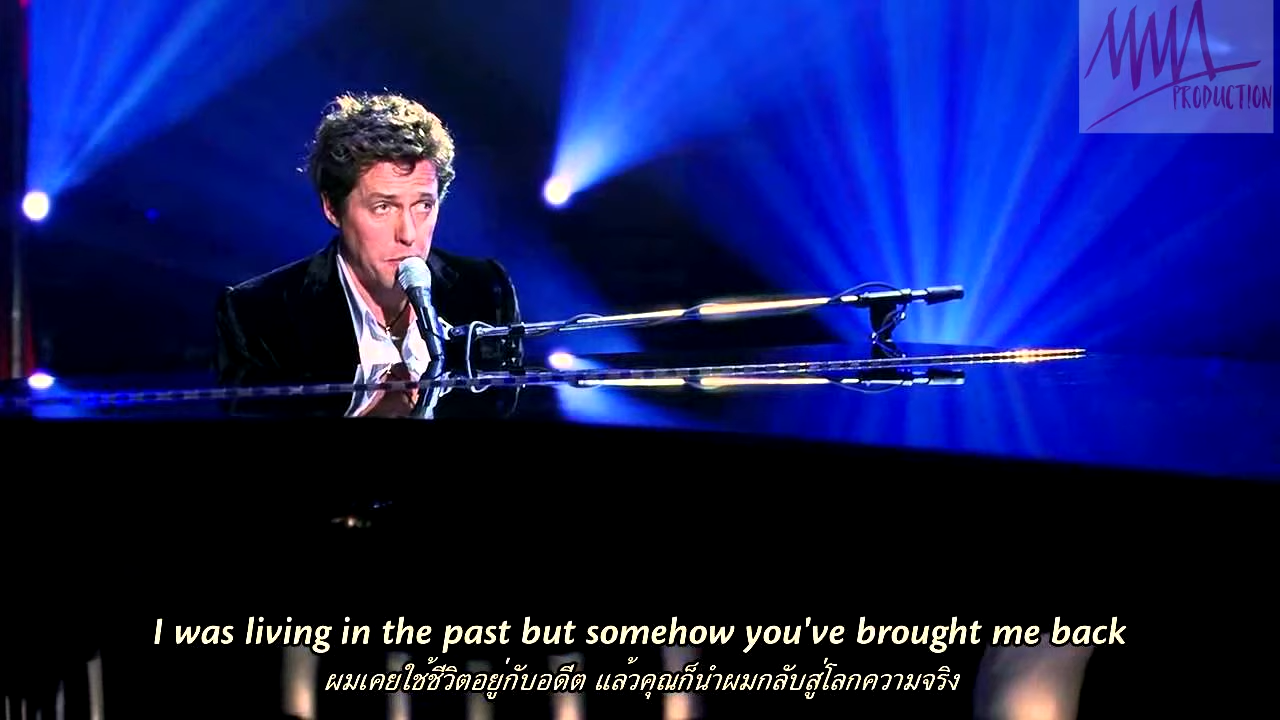 MMA
PRODUCTION
I was living in the past but somehow you've brought me back
ผมเคยใช้ชีวิตอยู่กับอดีต แล้วคุณก็นำผมกลับสู่โลกความจริง